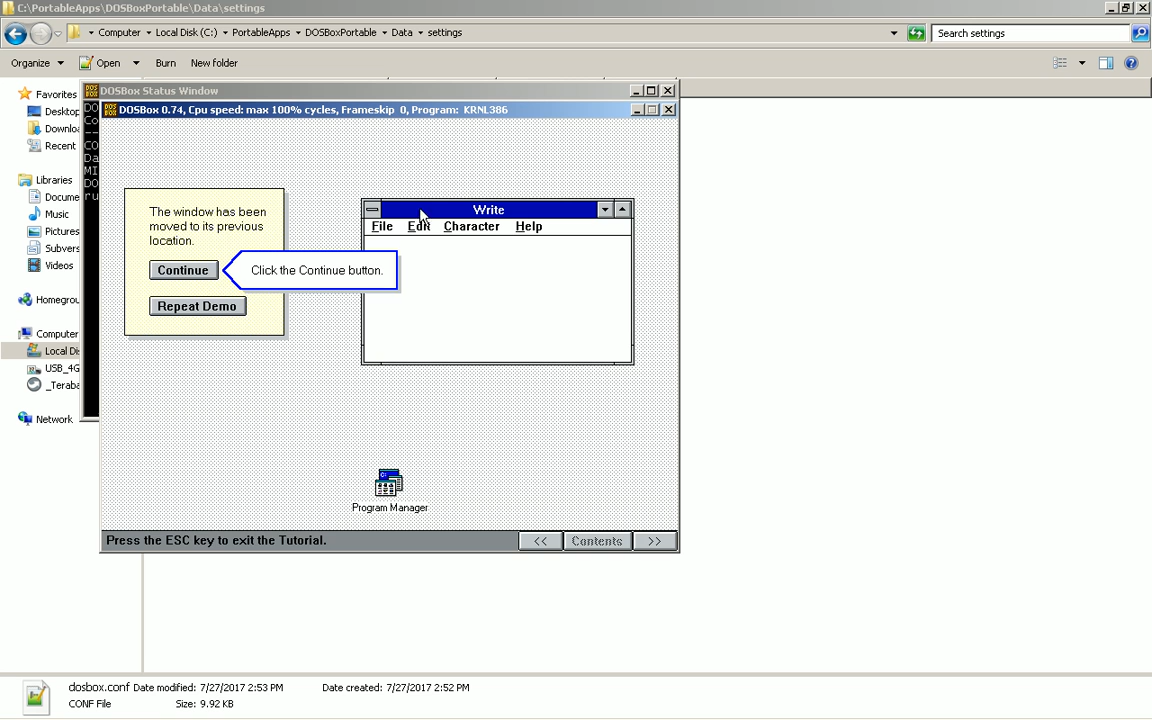 C:\PortableApps\DOSBoxPortable\Data\settings
Computer Local Disk (C:) PortableApps DOSBoxPortable Data settings
Search settings
Organize Open Burn New folder
Favorites
Desktop
Recent
Libraries
Music
Pictures
Videos
Computer
Network
DOSBox Status Window
DOSBox 0.74, Cpu speed: max 100% cycles, Frameskip 0, Program: KRNL386
The window has been
moved to its previous
location.
Continue
Click the Continue button.
Repeat Demo
Write
File Edit Character Help
Program Manager
Press the ESC key to exit the Tutorial.
<< Contents >>
dosbox.conf Date modified: 7/27/2017 2:53 PM Date created: 7/27/2017 2:52 PM
CONF File Size: 9.92 KB